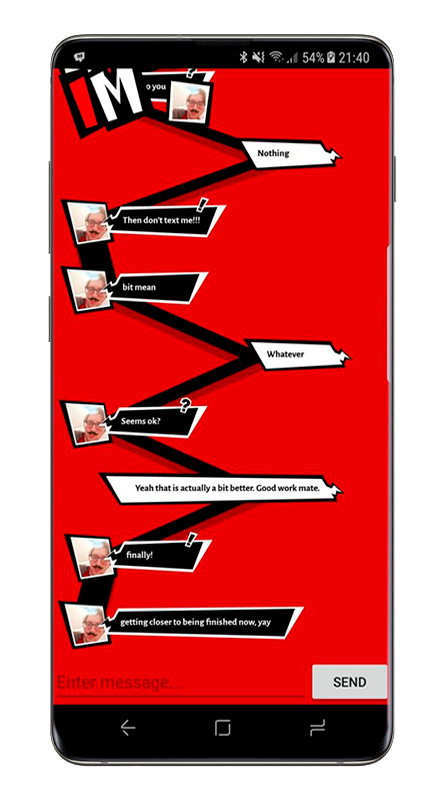 54% 21:40
IM
o you
Nothing
Then don't text me!!!
!
bit mean
Whatever
Seems ok?
?
Yeah that is actually a bit better. Good work mate.
finally!
!
getting closer to being finished now, yay
Enter message...
SEND